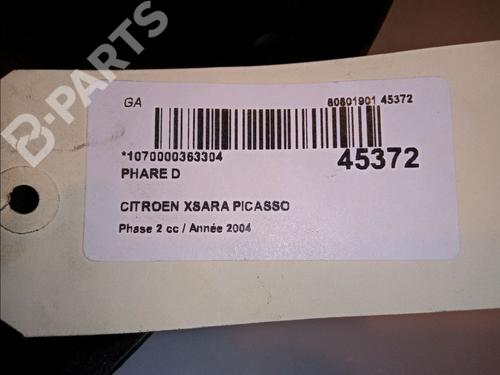 B-PARTS
GA
80801901 45372
*1070000363304
45372
PHARE D
CITROEN XSARA PICASSO
Phase 2 cc / Année 2004